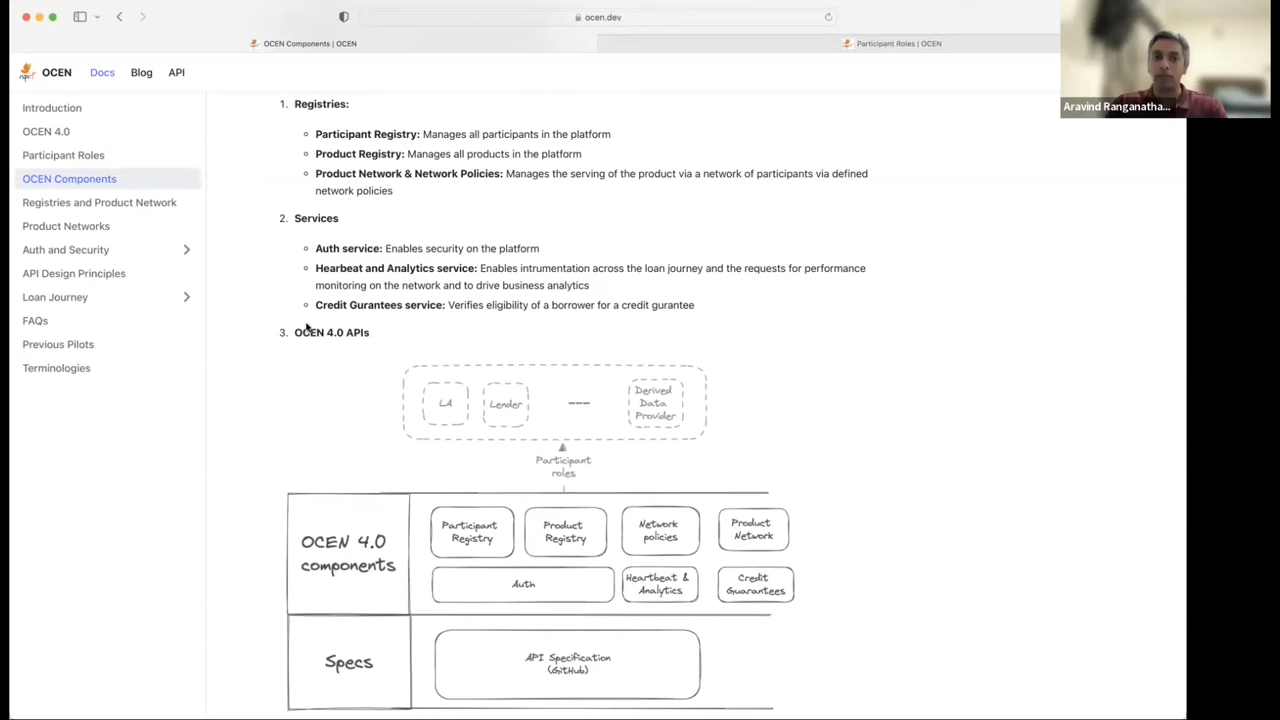 ocen.dev
OCEN Components | OCEN
Participant Roles | OCEN
OCEN Docs Blog API
Aravind Ranganatha...
Introduction
OCEN 4.0
Participant Roles
OCEN Components
Registries and Product Network
Product Networks
Auth and Security
API Design Principles
Loan Journey
FAQs
Previous Pilots
Terminologies
1. Registries:
Participant Registry: Manages all participants in the platform
Product Registry: Manages all products in the platform
Product Network & Network Policies: Manages the serving of the product via a network of participants via defined
network policies
2. Services
Auth service: Enables security on the platform
Hearbeat and Analytics service: Enables intrumentation across the loan journey and the requests for performance
monitoring on the network and to drive business analytics
Credit Gurantees service: Verifies eligibility of a borrower for a credit gurantee
3. OCEN 4.0 APIs
LA
Lender
---
Derived
Data
Provider
Participant
roles
OCEN 4.0
components
Participant
Registry
Product
Registry
Network
policies
Product
Network
Auth
Heartbeat &
Analytics
Credit
Guarantees
Specs
API Specification
(GitHub)